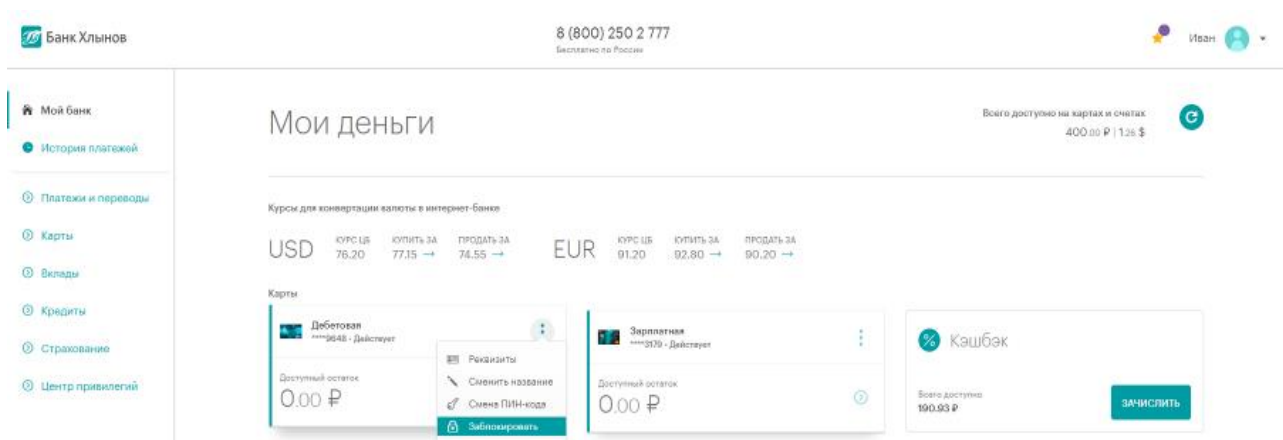 Банк Хлынов
8 (800) 250 2 777
Бесплатно по России
Иван
Мой банк
История платежей
Платежи и переводы
Карты
Вклады
Кредиты
Страхование
Центр привилегий
Мои деньги
Всего доступно на картах и счетах
400.00 ₽ | 1.26 $
Курсы для конвертации валюты в интернет-банке
USD
КУРС ЦБ КУПИТЬ ЗА ПРОДАТЬ ЗА
76.20 77.15 → 74.55 →
EUR
КУРС ЦБ КУПИТЬ ЗА ПРОДАТЬ ЗА
91.20 92.80 → 90.20 →
Карты
Дебетовая
****9648 - Действует
Доступный остаток
0.00 ₽
Реквизиты
Сменить название
Смена ПИН-кода
Заблокировать
Зарплатная
****3179 - Действует
Доступный остаток
0.00 ₽
% Кэшбэк
Всего доступно
190.93 ₽
ЗАЧИСЛИТЬ